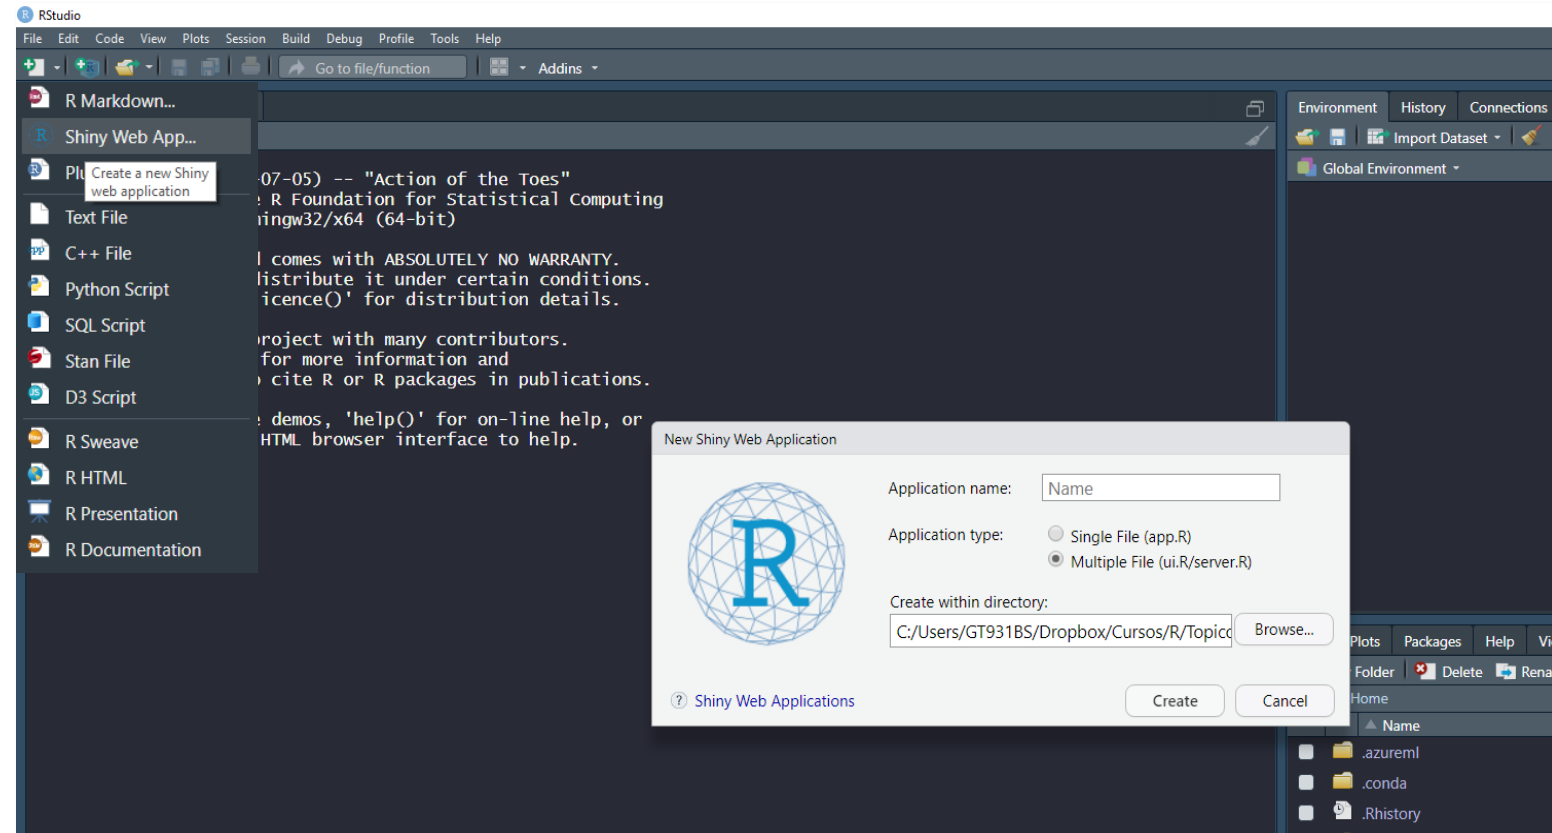 RStudio
File Edit Code View Plots Session Build Debug Profile Tools Help
Go to file/function Addins
R Markdown...
Shiny Web App...
Create a new Shiny
web application
Text File
C++ File
Python Script
SQL Script
Stan File
D3 Script
R Sweave
R HTML
R Presentation
R Documentation
-07-05) -- "Action of the Toes"
R Foundation for Statistical Computing
ingw32/x64 (64-bit)
comes with ABSOLUTELY NO WARRANTY.
istribute it under certain conditions.
icence()' for distribution details.
roject with many contributors.
for more information and
cite R or R packages in publications.
demos, 'help()' for on-line help, or
HTML browser interface to help.
Environment History Connections
Import Dataset
Global Environment
New Shiny Web Application
R
Application name: Name
Application type: Single File (app.R)
Multiple File (ui.R/server.R)
Create within directory:
C:/Users/GT931BS/Dropbox/Cursos/R/Topic Browse...
? Shiny Web Applications Create Cancel
Plots Packages Help
Folder Delete Rena
Home
Name
.azureml
.conda
.Rhistory